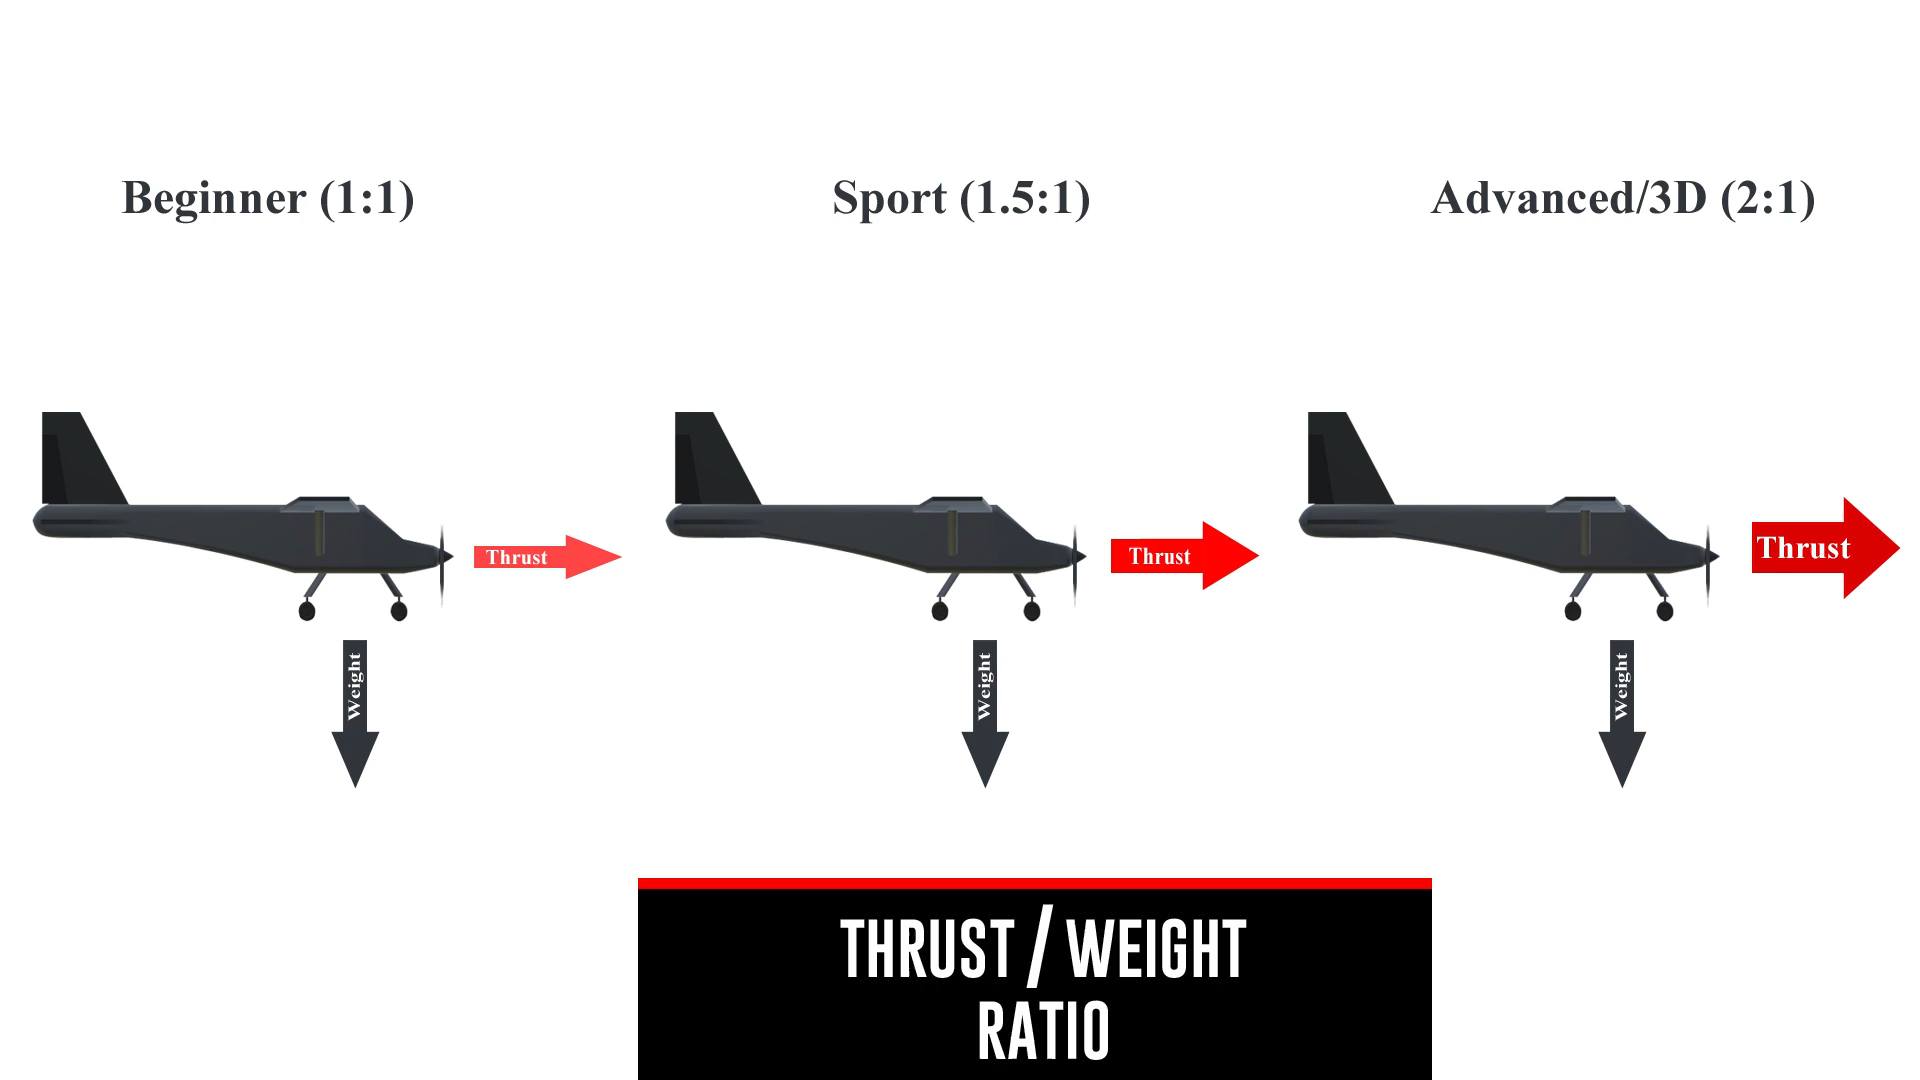 Beginner (1:1)
Sport (1.5:1)
Advanced/3D (2:1)
Thrust
Thrust
Thrust
Weight
Weight
Weight
THRUST / WEIGHT
RATIO